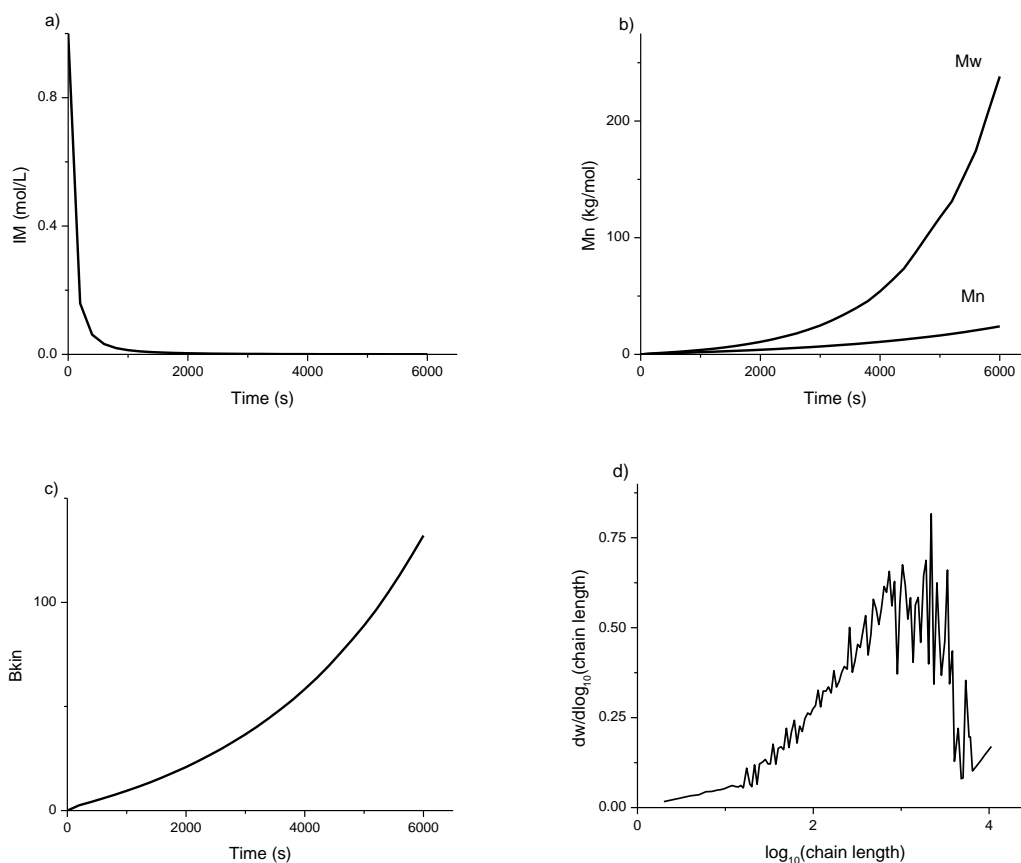 a)
IM (mol/L)
0.8
0.4
0.0
0
2000
4000
6000
Time (s)
b)
Mn (kg/mol)
200
100
0
Mw
Mn
0
2000
4000
6000
Time (s)
c)
Bkin
100
0
0
2000
4000
6000
Time (s)
d)
dw/dlog10(chain length)
0.75
0.50
0.25
0.00
0
2
4
log10(chain length)